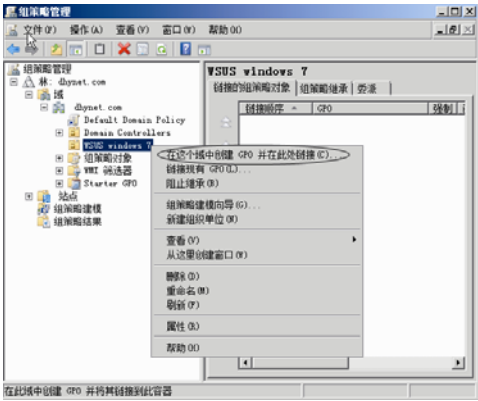 组策略管理
文件(F) 操作(A) 查看(V) 窗口(W) 帮助(H)
组策略管理
林: dbynet.com
域
dbynet.com
Default Domain Policy
Domain Controllers
WSUS windows 7
组策略对象
WMI 筛选器
Starter GPO
站点
组策略建模
组策略结果
WSUS windows 7
链接的组策略对象 组策略继承 委派
链接顺序 GPO 强制
在这个域中创建 GPO 并在此处链接(C)...
链接现有 GPO(L)...
阻止继承(B)
组策略建模向导(G)...
新建组织单位(N)
查看(V)
从这里创建窗口(W)
删除(D)
重命名(M)
刷新(F)
属性(R)
帮助(H)
在此域中创建 GPO 并将其链接到此容器